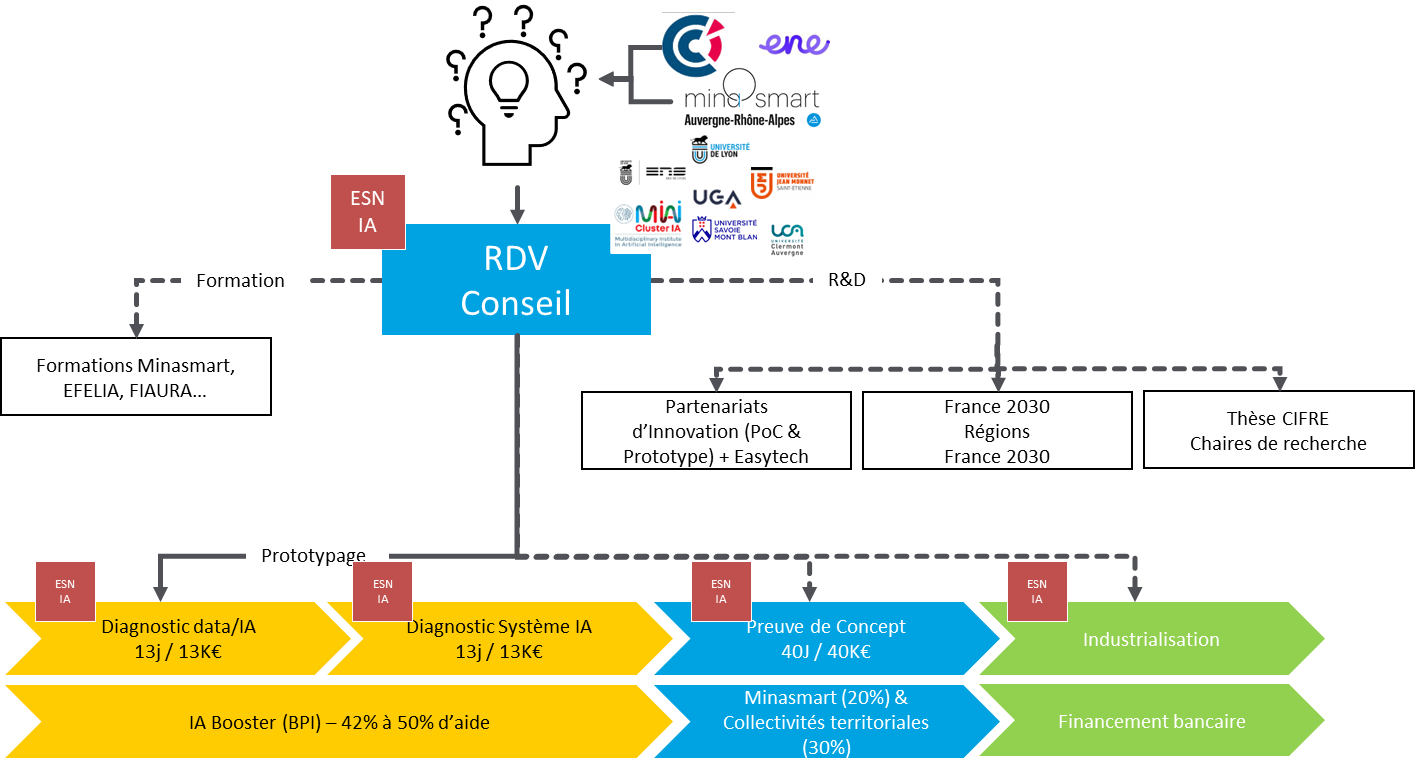 ? ? ? ? ? ?
CCI
ene
minasmart
Auvergne-Rhône-Alpes
UNIVERSITÉ
DE LYON
ENS
UNIVERSITÉ
JEAN MONNET
SAINT-ÉTIENNE
UGA
MIAI
Cluster IA
Multidisciplinary Institute
in Artificial Intelligence
UNIVERSITÉ
SAVOIE
MONT BLANC
UCA
UNIVERSITÉ
Clermont
Auvergne
ESN
IA
RDV
Conseil
Formation
R&D
Formations Minasmart,
EFELIA, FIAURA...
Partenariats
d’Innovation (PoC &
Prototype) + Easytech
France 2030
Régions
France 2030
Thèse CIFRE
Chaires de recherche
Prototypage
ESN
IA
ESN
IA
ESN
IA
ESN
IA
Diagnostic data/IA
13j / 13K€
Diagnostic Système IA
13j / 13K€
Preuve de Concept
40J / 40K€
Industrialisation
IA Booster (BPI) – 42% à 50% d’aide
Minasmart (20%) &
Collectivités territoriales
(30%)
Financement bancaire